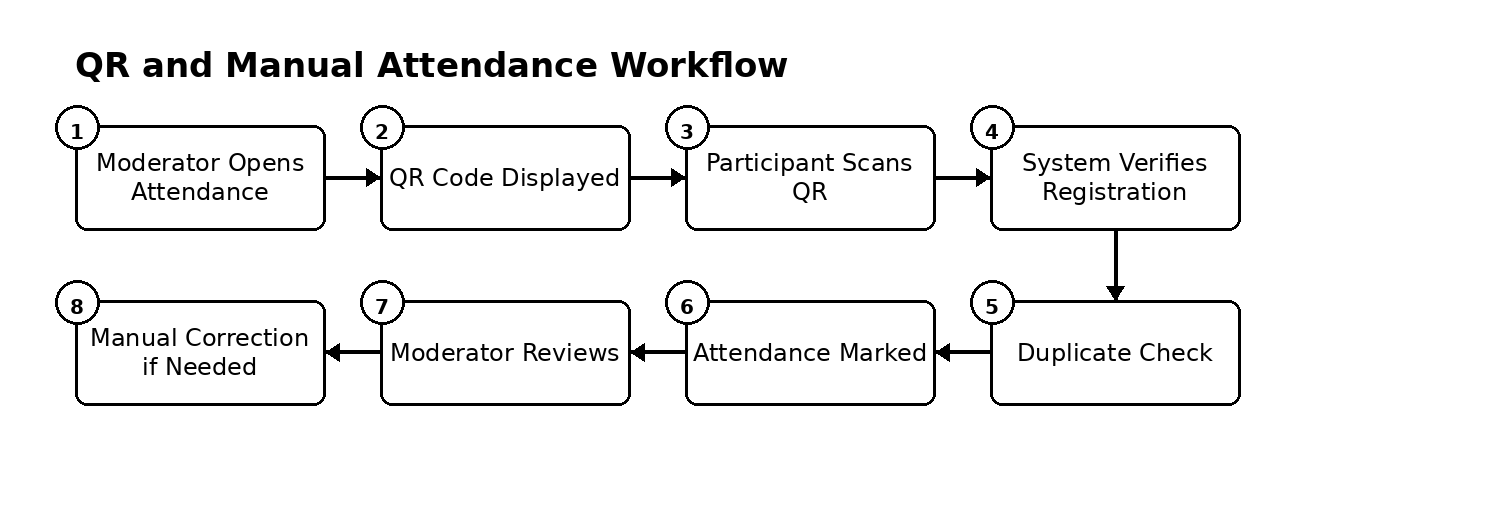 QR and Manual Attendance Workflow
1
Moderator Opens
Attendance
2
QR Code Displayed
3
Participant Scans
QR
4
System Verifies
Registration
5
Duplicate Check
6
Attendance Marked
7
Moderator Reviews
8
Manual Correction
if Needed